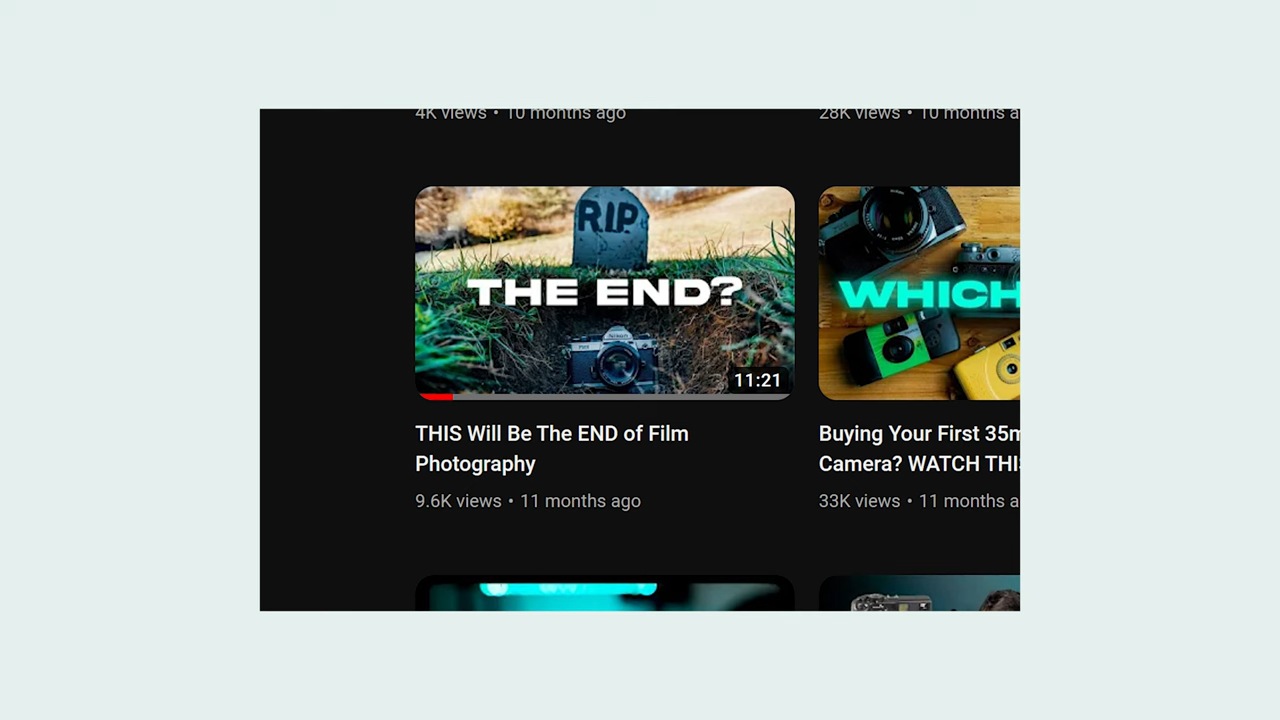 4K views • 10 months ago
28K views • 10 months a
RIP
THE END?
11:21
WHICH
THIS Will Be The END of Film
Photography
9.6K views • 11 months ago
Buying Your First 35m
Camera? WATCH THI
33K views • 11 months a